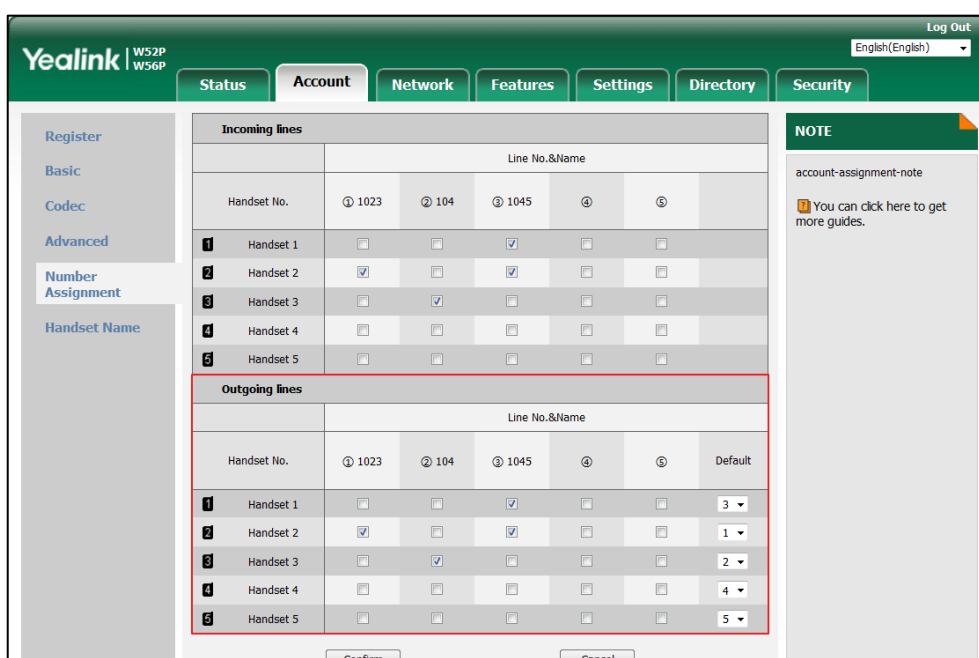 Log Out
Yealink | W52P
W56P
English(English)
Status Account Network Features Settings Directory Security
Register
Basic
Codec
Advanced
Number
Assignment
Handset Name
Incoming lines
Line No.&Name
Handset No. ① 1023 ② 104 ③ 1045 ④ ⑤
1 Handset 1
2 Handset 2
3 Handset 3
4 Handset 4
5 Handset 5
Outgoing lines
Line No.&Name
Handset No. ① 1023 ② 104 ③ 1045 ④ ⑤ Default
1 Handset 1 3
2 Handset 2 1
3 Handset 3 2
4 Handset 4 4
5 Handset 5 5
Confirm Cancel
NOTE
account-assignment-note
You can click here to get
more guides.